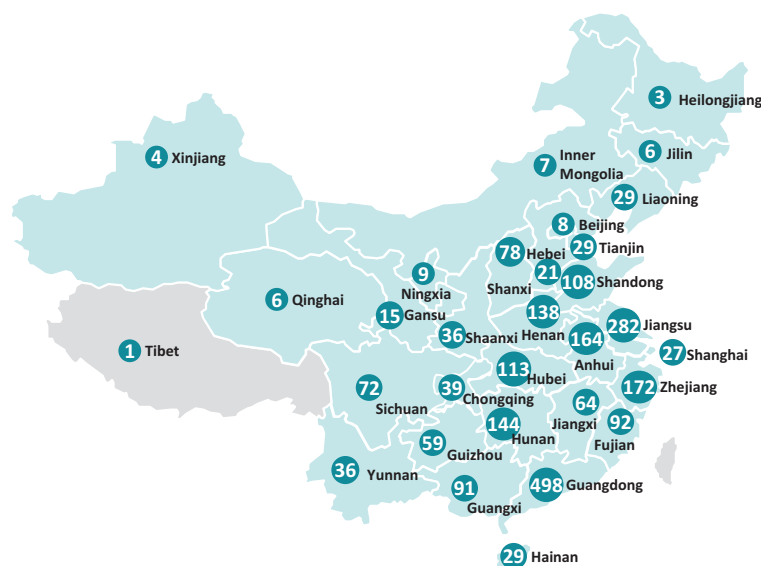 3 Heilongjiang
6 Jilin
4 Xinjiang
7 Inner
Mongolia
29 Liaoning
8 Beijing
29 Tianjin
78 Hebei
9
Ningxia
21
Shanxi
108 Shandong
6 Qinghai
15 Gansu
138
Henan
282 Jiangsu
36 Shaanxi
164
Anhui
1 Tibet
27 Shanghai
113 Hubei
72
Sichuan
39
Chongqing
172 Zhejiang
64
Jiangxi
92
Fujian
144
Hunan
59
Guizhou
36 Yunnan
91
Guangxi
498 Guangdong
29 Hainan